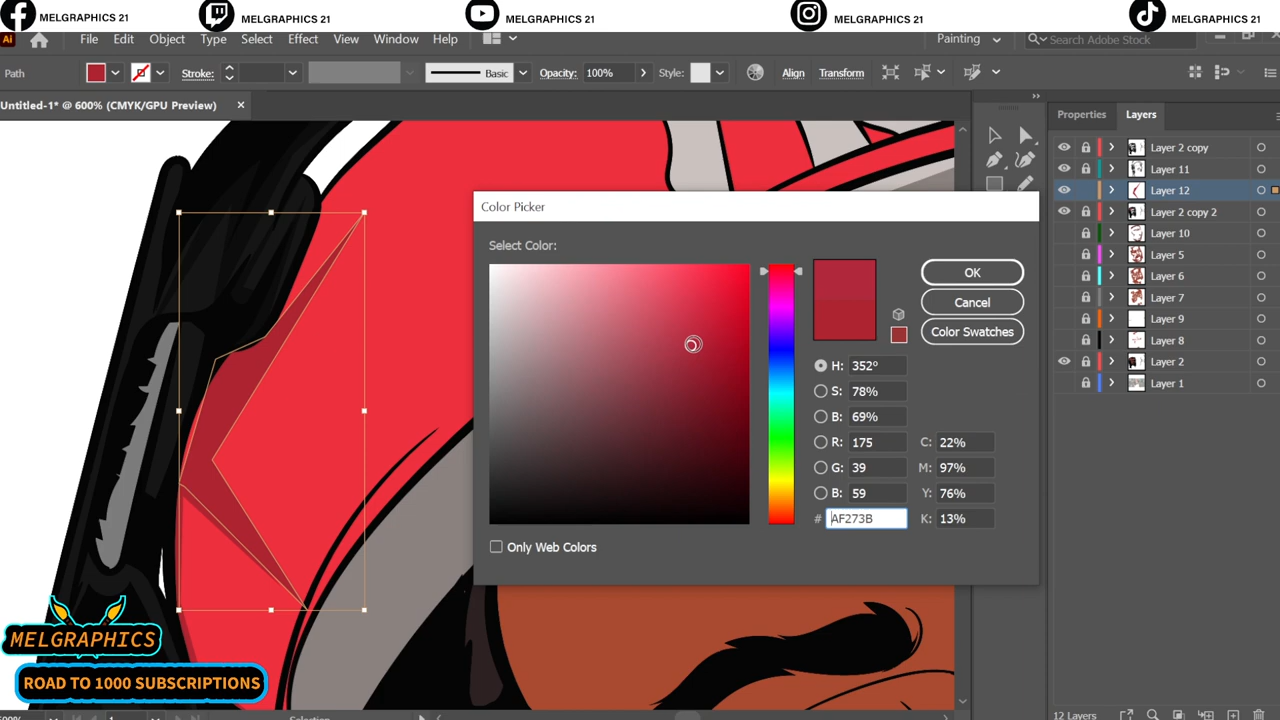 MELGRAPHICS 21
MELGRAPHICS 21
MELGRAPHICS 21
MELGRAPHICS 21
MELGRAPHICS 21
Ai File Edit Object Type Select Effect View Window Help Painting Search Adobe Stock
Path Stroke: Basic Opacity: 100% Style: Align Transform
Untitled-1* @ 600% (CMYK/GPU Preview)
Properties Layers
Layer 2 copy
Layer 11
Layer 12
Layer 2 copy 2
Layer 10
Layer 5
Layer 6
Layer 7
Layer 9
Layer 8
Layer 2
Layer 1
Color Picker
Select Color:
OK
Cancel
Color Swatches
H: 352°
S: 78%
B: 69%
R: 175 C: 22%
G: 39 M: 97%
B: 59 Y: 76%
# AF273B K: 13%
Only Web Colors
MELGRAPHICS
ROAD TO 1000 SUBSCRIPTIONS
12 Layers